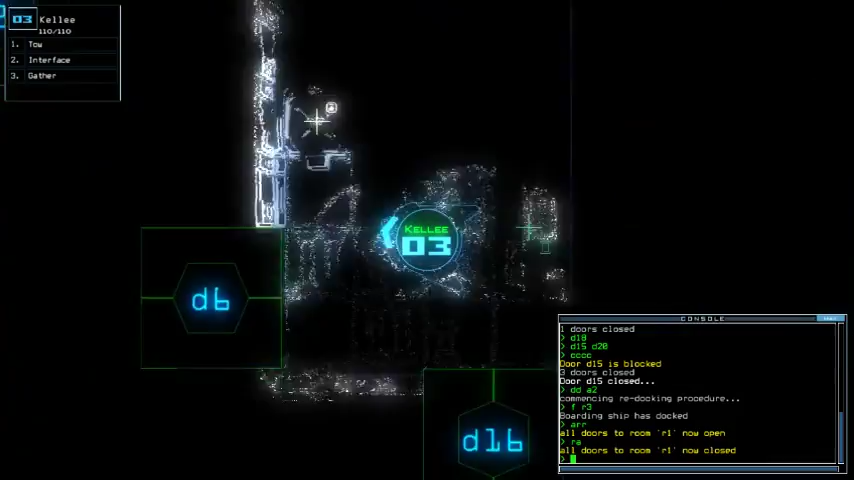 03 Kellee
110/110
1. Tow
2. Interface
3. Gather
KELLEE
03
d6
d16
CONSOLE
1 doors closed
> d18
> d15 d20
> cccc
Door d15 is blocked
3 doors closed
Door d15 closed...
> dd a2
commencing re-docking procedure...
> f r3
Boarding ship has docked
> arr
all doors to room 'r1' now open
> ra
all doors to room 'r1' now closed
>